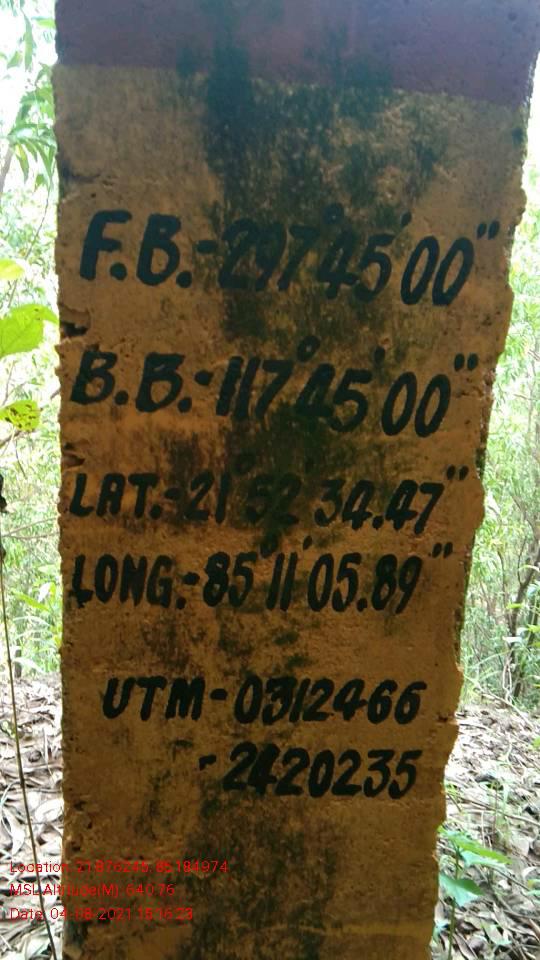 F.B.-297°45'00"
B.B.-117°45'00"
LAT.-21°52'34.47"
LONG.-85°11'05.89"
UTM-0312466
-2420235
Location: 21.876245, 85.184974
MSL Altitude(M): 640.76
Date: 04-08-2021 15:16:23